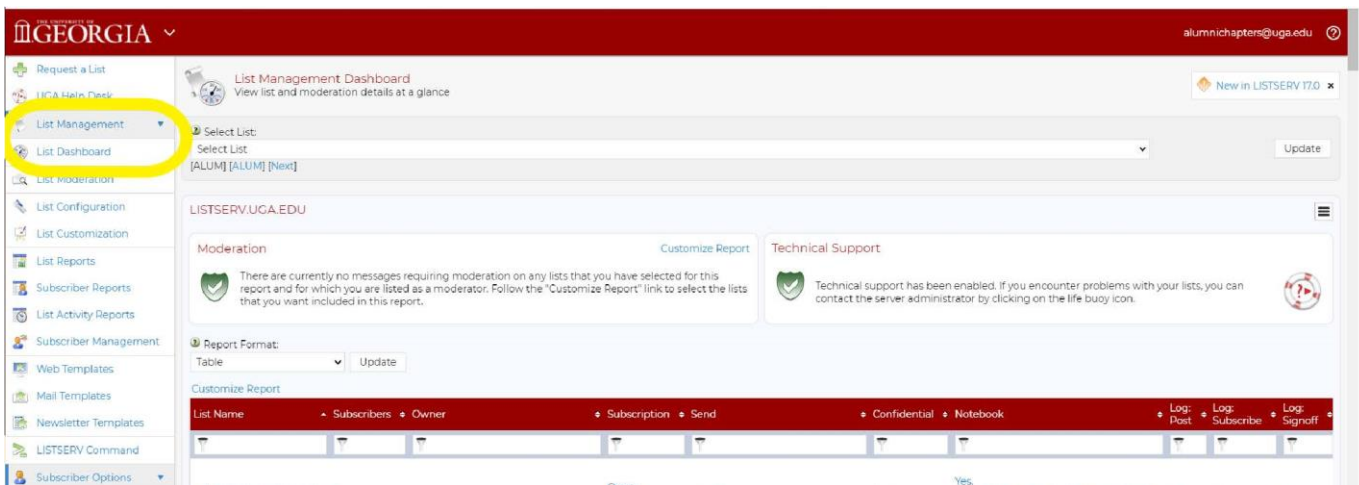 THE UNIVERSITY OF
GEORGIA
alumnichapters@uga.edu
Request a List
UGA Help Desk
List Management
List Dashboard
List Moderation
List Configuration
List Customization
List Reports
Subscriber Reports
List Activity Reports
Subscriber Management
Web Templates
Mail Templates
Newsletter Templates
LISTSERV Command
Subscriber Options
List Management Dashboard
View list and moderation details at a glance
New in LISTSERV 17.0 ×
Select List:
Select List
Update
[ALUM] [ALUM] [Next]
LISTSERV.UGA.EDU
Moderation
Customize Report
There are currently no messages requiring moderation on any lists that you have selected for this
report and for which you are listed as a moderator. Follow the "Customize Report" link to select the lists
that you want included in this report.
Technical Support
Technical support has been enabled. If you encounter problems with your lists, you can
contact the server administrator by clicking on the life buoy icon.
Report Format:
Table
Update
Customize Report
List Name Subscribers Owner Subscription Send Confidential Notebook Log: Post Log: Subscribe Log: Signoff
Yes,